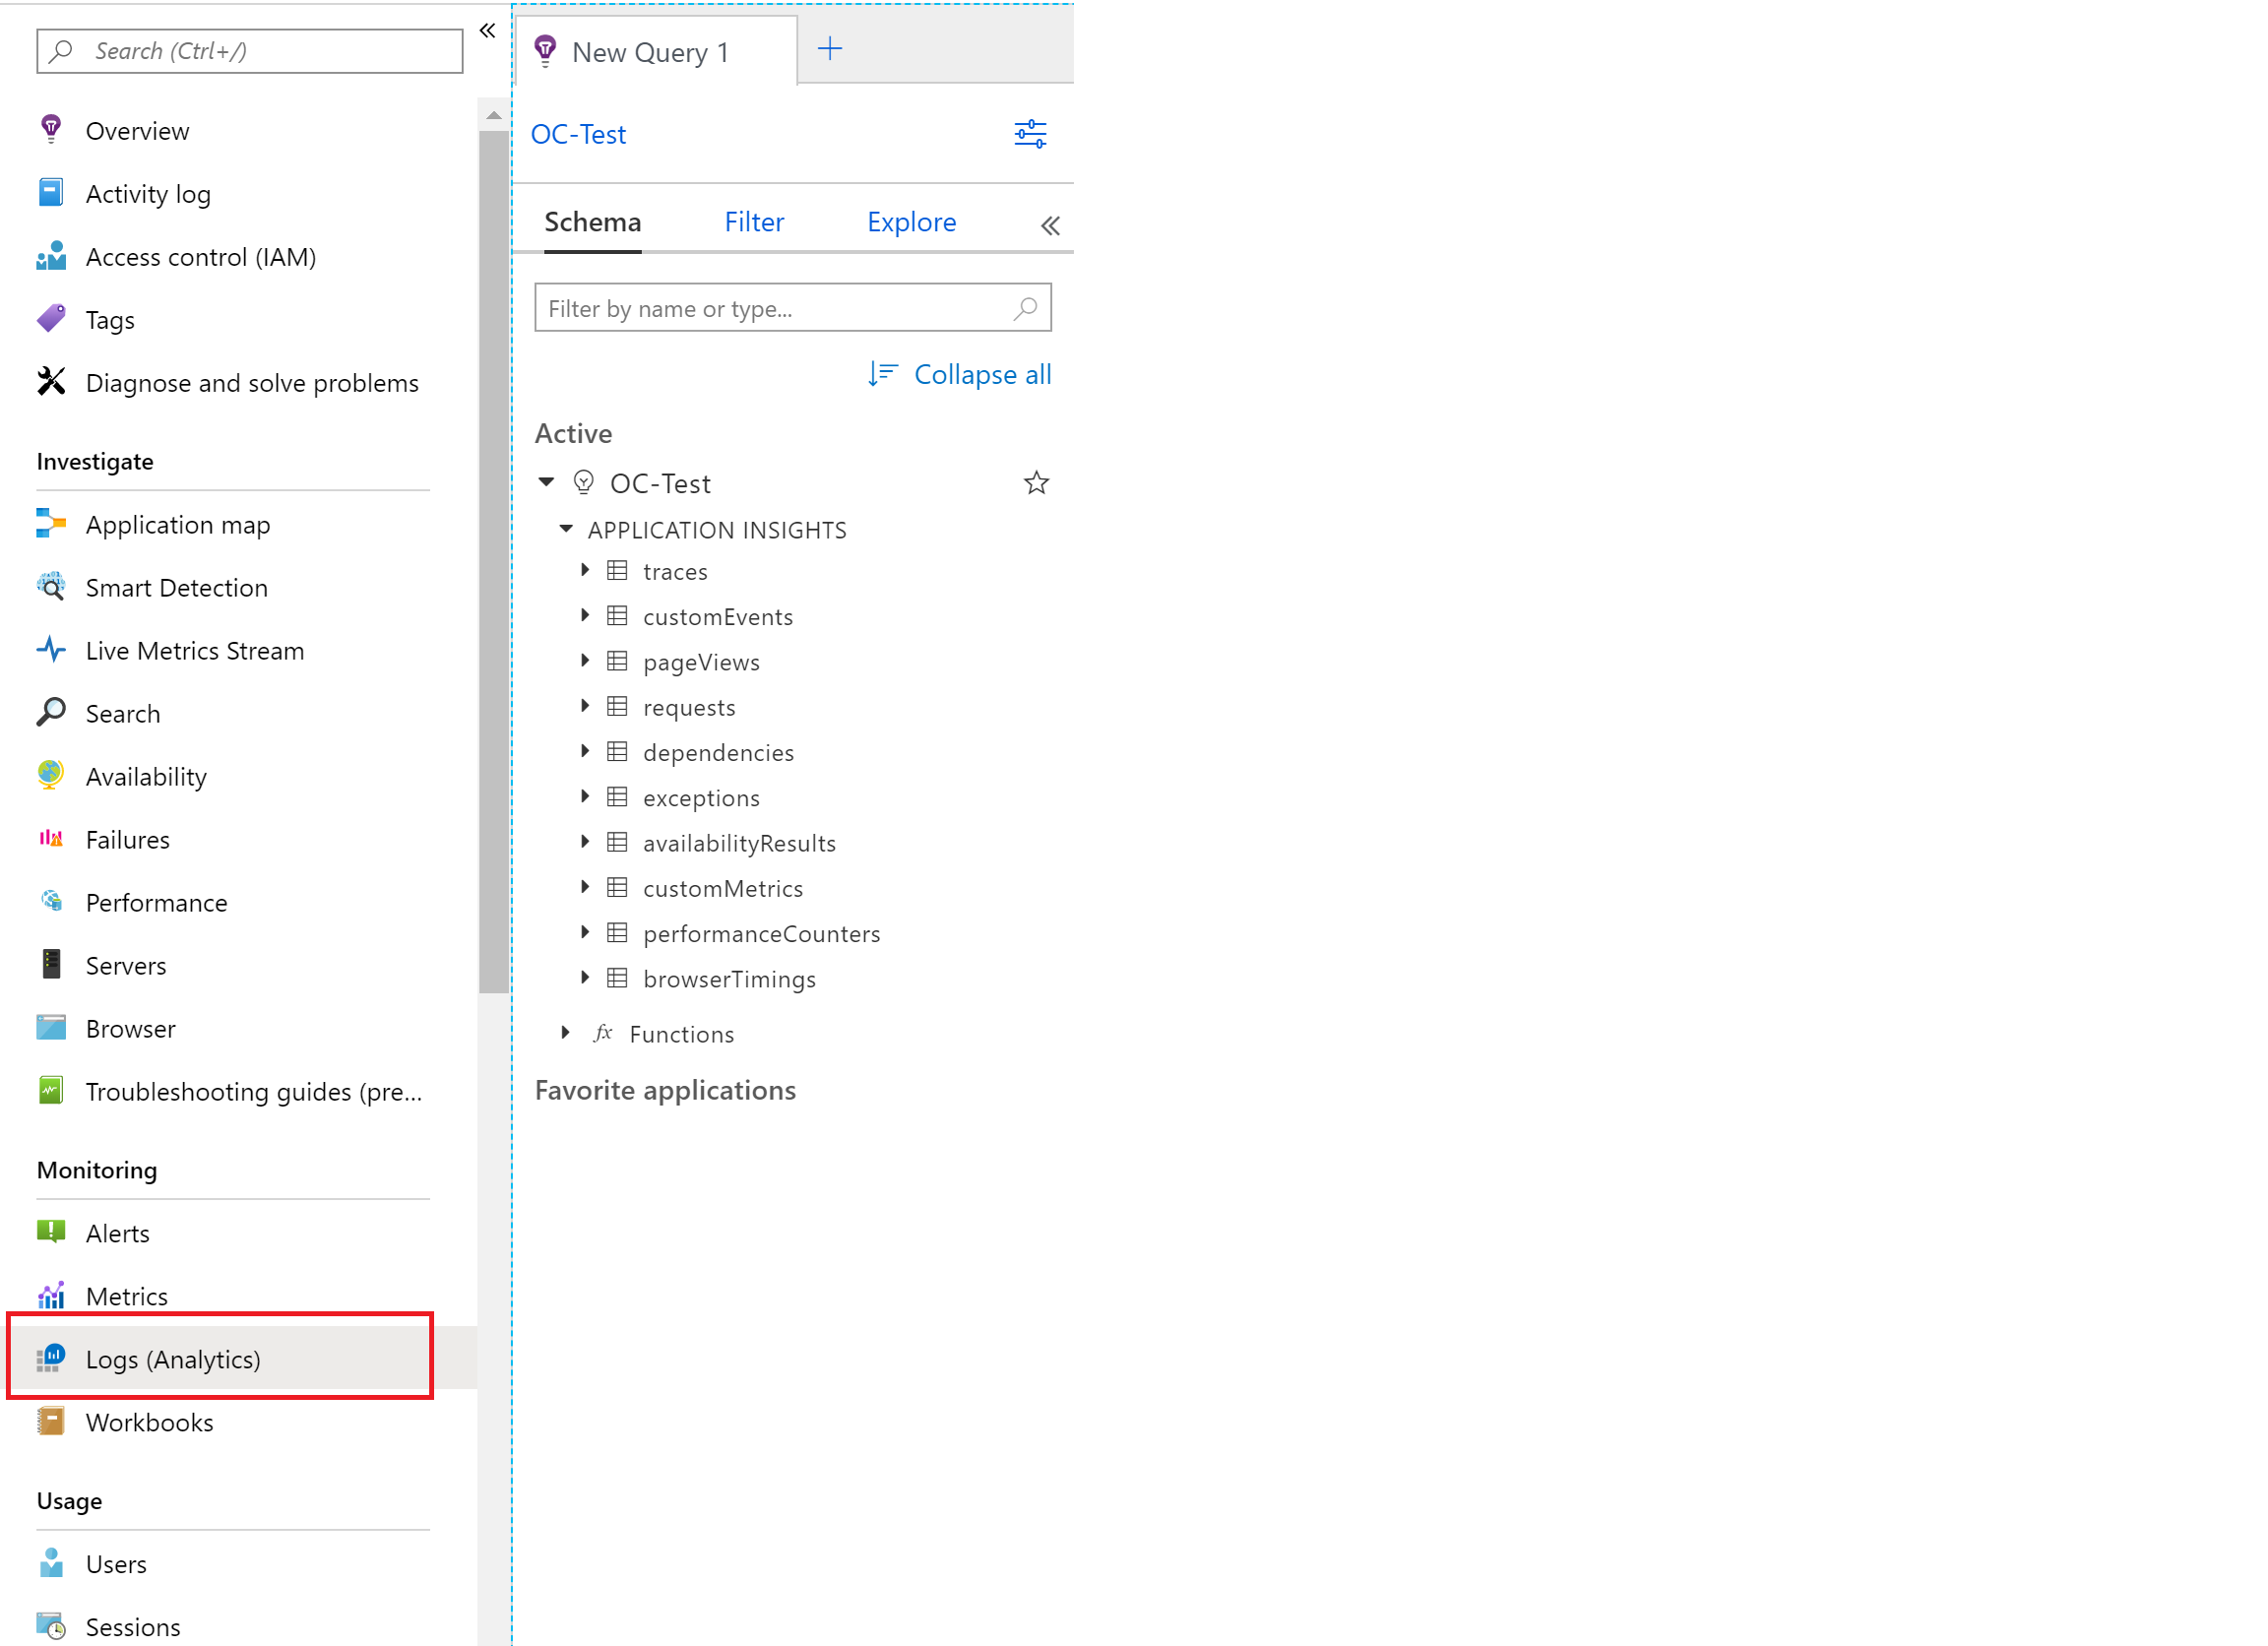 Search (Ctrl+/)
Overview
Activity log
Access control (IAM)
Tags
Diagnose and solve problems
Investigate
Application map
Smart Detection
Live Metrics Stream
Search
Availability
Failures
Performance
Servers
Browser
Troubleshooting guides (pre...
Monitoring
Alerts
Metrics
Logs (Analytics)
Workbooks
Usage
Users
Sessions
New Query 1
OC-Test
Schema Filter Explore
Filter by name or type...
Collapse all
Active
OC-Test
APPLICATION INSIGHTS
traces
customEvents
pageViews
requests
dependencies
exceptions
availabilityResults
customMetrics
performanceCounters
browserTimings
fx Functions
Favorite applications